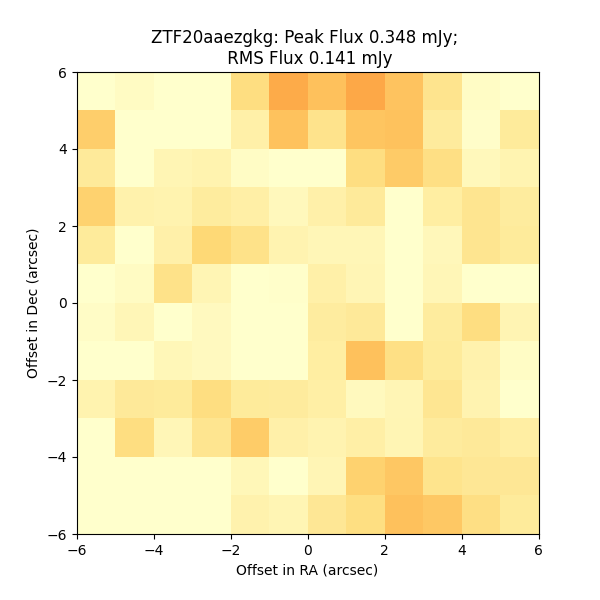 ZTF20aaezgkg: Peak Flux 0.348 mJy;
RMS Flux 0.141 mJy
6
4
2
0
−2
−4
−6
Offset in Dec (arcsec)
−6 −4 −2 0 2 4 6
Offset in RA (arcsec)